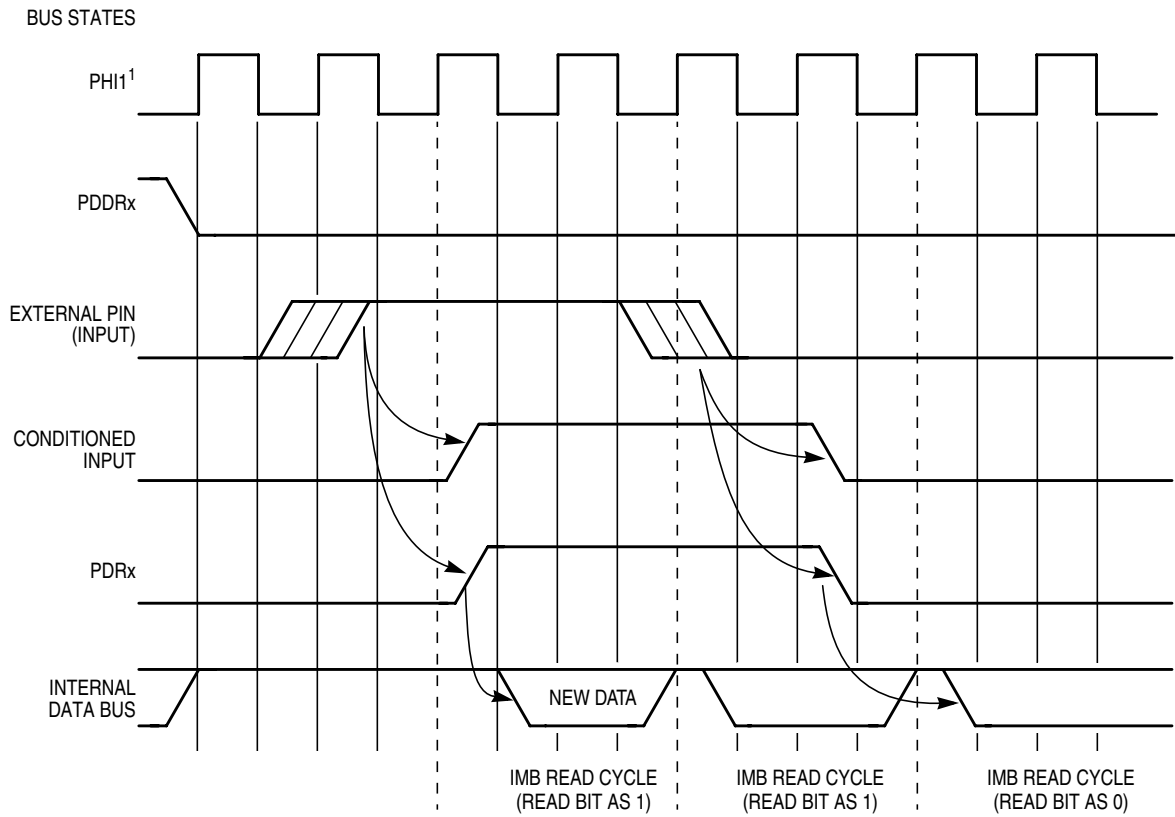 BUS STATES
PHI1¹
PDDRx
EXTERNAL PIN
(INPUT)
CONDITIONED
INPUT
PDRx
INTERNAL
DATA BUS
NEW DATA
IMB READ CYCLE
(READ BIT AS 1)
IMB READ CYCLE
(READ BIT AS 1)
IMB READ CYCLE
(READ BIT AS 0)